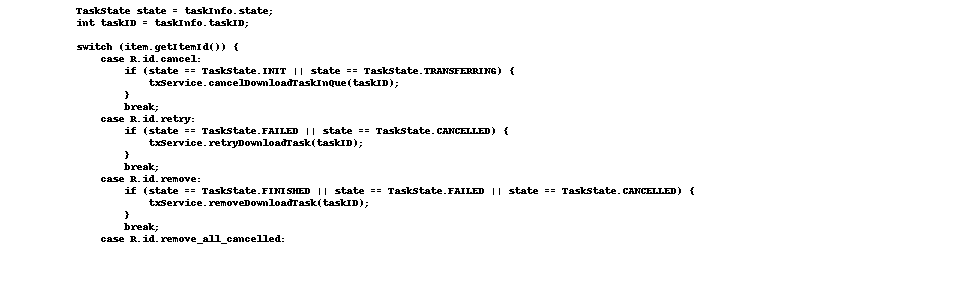 TaskState state = taskInfo.state;
int taskID = taskInfo.taskID;

switch (item.getItemId()) {
    case R.id.cancel:
        if (state == TaskState.INIT || state == TaskState.TRANSFERRING) {
            txService.cancelDownloadTaskInQue(taskID);
        }
        break;
    case R.id.retry:
        if (state == TaskState.FAILED || state == TaskState.CANCELLED) {
            txService.retryDownloadTask(taskID);
        }
        break;
    case R.id.remove:
        if (state == TaskState.FINISHED || state == TaskState.FAILED || state == TaskState.CANCELLED) {
            txService.removeDownloadTask(taskID);
        }
        break;
    case R.id.remove_all_cancelled: